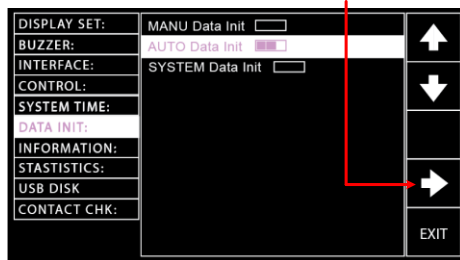 DISPLAY SET:
BUZZER:
INTERFACE:
CONTROL:
SYSTEM TIME:
DATA INIT:
INFORMATION:
STASTISTICS:
USB DISK
CONTACT CHK:
MANU Data Init
AUTO Data Init
SYSTEM Data Init
EXIT